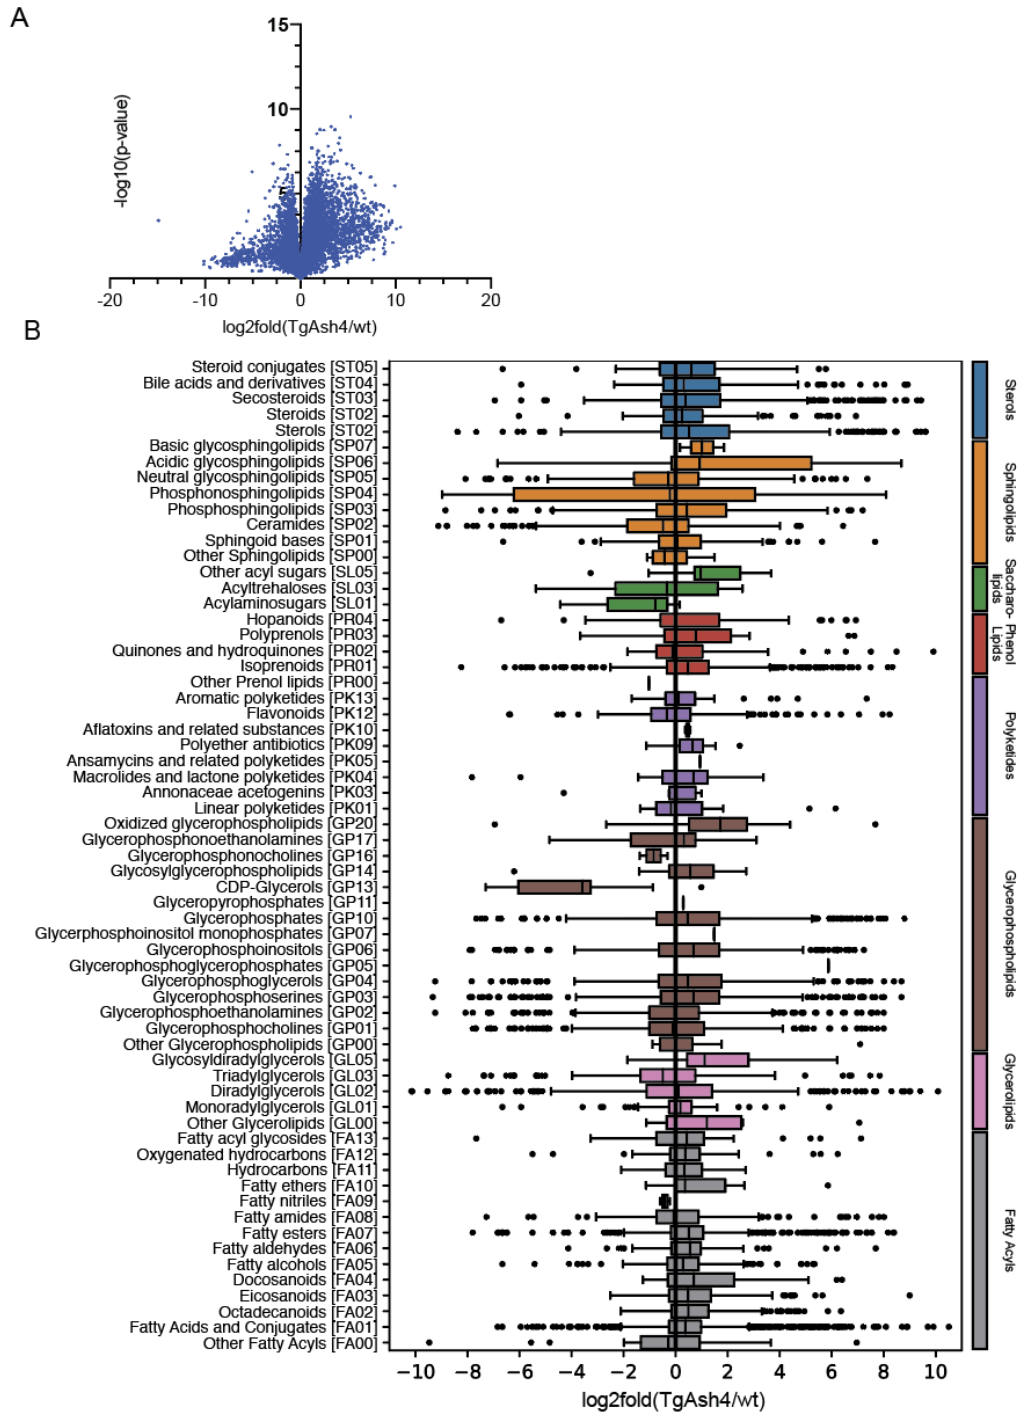 A
15
10
5
-log10(p-value)
-20
-10
0
10
20
log2fold(TgAsh4/wt)
B
Steroid conjugates [ST05]
Bile acids and derivatives [ST04]
Secosteroids [ST03]
Steroids [ST02]
Sterols [ST02]
Basic glycosphingolipids [SP07]
Acidic glycosphingolipids [SP06]
Neutral glycosphingolipids [SP05]
Phosphonosphingolipids [SP04]
Phosphosphingolipids [SP03]
Ceramides [SP02]
Sphingoid bases [SP01]
Other Sphingolipids [SP00]
Other acyl sugars [SL05]
Acyltrehaloses [SL03]
Acylaminosugars [SL01]
Hopanoids [PR04]
Polyprenols [PR03]
Quinones and hydroquinones [PR02]
Isoprenoids [PR01]
Other Prenol lipids [PR00]
Aromatic polyketides [PK13]
Flavonoids [PK12]
Aflatoxins and related substances [PK10]
Polyether antibiotics [PK09]
Ansamycins and related polyketides [PK05]
Macrolides and lactone polyketides [PK04]
Annonaceae acetogenins [PK03]
Linear polyketides [PK01]
Oxidized glycerophospholipids [GP20]
Glycerophosphonoethanolamines [GP17]
Glycerophosphonocholines [GP16]
Glycosylglycerophospholipids [GP14]
CDP-Glycerols [GP13]
Glyceropyrophosphates [GP11]
Glycerophosphates [GP10]
Glycerphosphoinositol monophosphates [GP07]
Glycerophosphoinositols [GP06]
Glycerophosphoglycerophosphates [GP05]
Glycerophosphoglycerols [GP04]
Glycerophosphoserines [GP03]
Glycerophosphoethanolamines [GP02]
Glycerophosphocholines [GP01]
Other Glycerophospholipids [GP00]
Glycosyldiradylglycerols [GL05]
Triadylglycerols [GL03]
Diradylglycerols [GL02]
Monoradylglycerols [GL01]
Other Glycerolipids [GL00]
Fatty acyl glycosides [FA13]
Oxygenated hydrocarbons [FA12]
Hydrocarbons [FA11]
Fatty ethers [FA10]
Fatty nitriles [FA09]
Fatty amides [FA08]
Fatty esters [FA07]
Fatty aldehydes [FA06]
Fatty alcohols [FA05]
Docosanoids [FA04]
Eicosanoids [FA03]
Octadecanoids [FA02]
Fatty Acids and Conjugates [FA01]
Other Fatty Acyls [FA00]
Sterols
Sphingolipids
Saccharo-
lipids
Phenol
Lipids
Polyketides
Glycerophospholipids
Glycerolipids
Fatty Acyls
−10
−8
−6
−4
−2
0
2
4
6
8
10
log2fold(TgAsh4/wt)